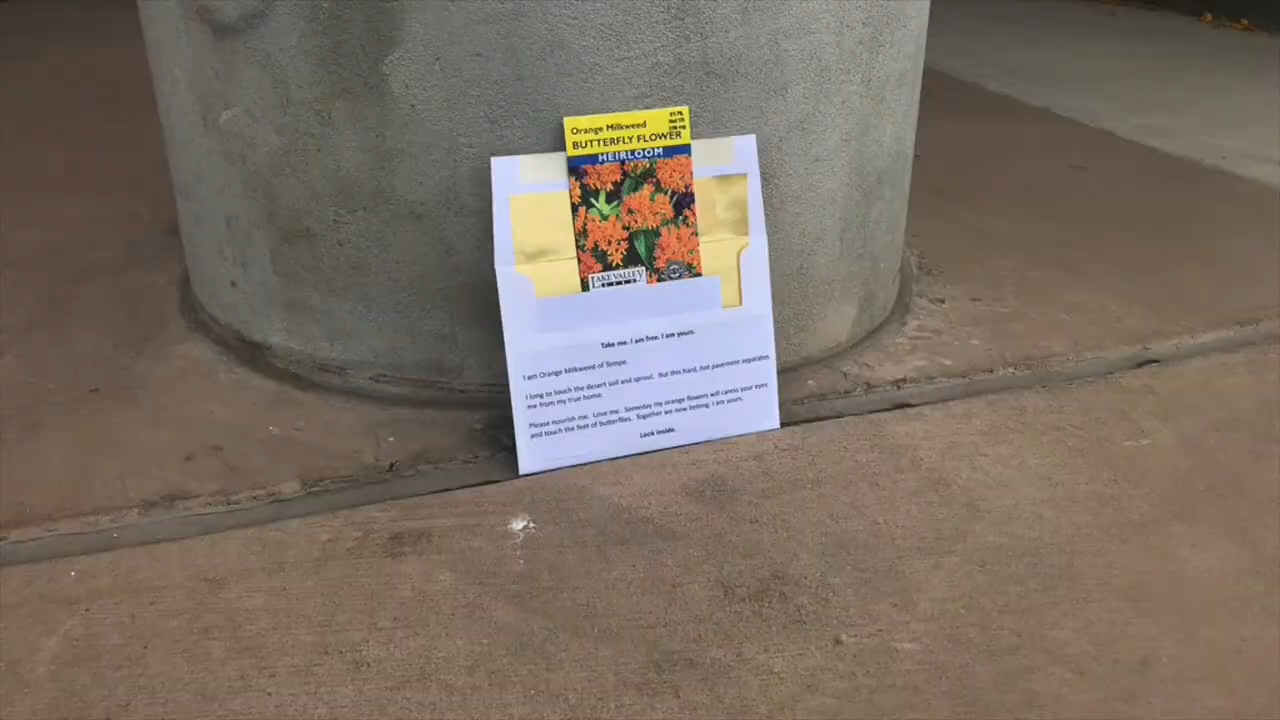 Orange Milkweed
BUTTERFLY FLOWER
HEIRLOOM
LAKE VALLEY
SEED
Take me. I am free. I am yours.
I am Orange Milkweed of Tempe.
I long to touch the desert soil and sprout. But this hard, hot pavement separates
me from my true home.
Please nourish me. Love me. Someday my orange flowers will caress your eyes
and touch the feet of butterflies. Together we now belong. I am yours.
Look inside.